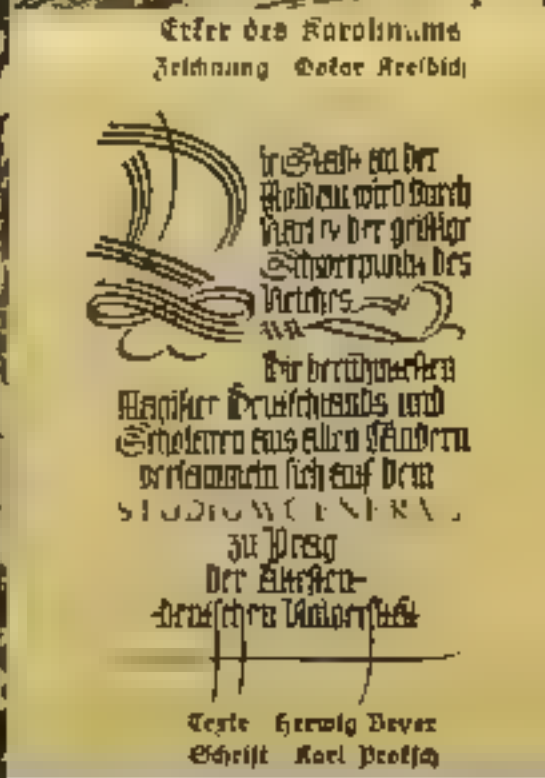 Erker des Karolinums
Zeichnung Oskar Kreibich
Die Stadt an der
Moldau wird durch
Karl IV der geistige
Schwerpunkt des
Reiches
Die berühmtesten
Magister Deutschlands und
Scholaren aus allen Ländern
versammeln sich auf dem
STUDIUM GENERALE
zu Prag
der ältesten
deutschen Universität
Texte Herwig Beyer
Schrift Karl Proksch